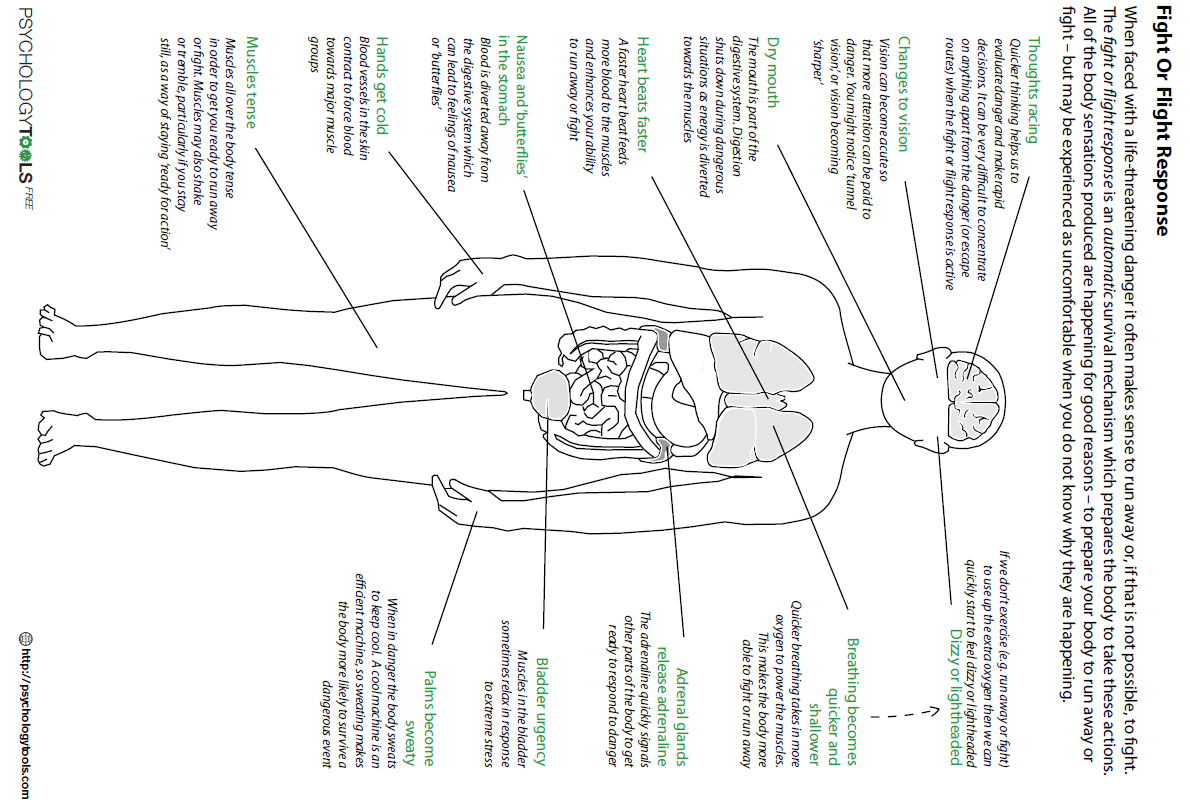 Fight Or Flight Response
When faced with a life-threatening danger it often makes sense to run away or, if that is not possible, to fight.
The fight or flight response is an automatic survival mechanism which prepares the body to take these actions.
All of the body sensations produced are happening for good reasons – to prepare your body to run away or
fight – but may be experienced as uncomfortable when you do not know why they are happening.
Thoughts racing
Quicker thinking helps us to
evaluate danger and make rapid
decisions. It can be very difficult to concentrate
on anything apart from the danger (or escape
routes) when the fight or flight response is active
Changes to vision
Vision can become acute so
that more attention can be paid to
danger. You might notice ‘tunnel
vision’, or vision becoming
‘sharper’
Dry mouth
The mouth is part of the
digestive system. Digestion
shuts down during dangerous
situations as energy is diverted
towards the muscles
Heart beats faster
A faster heart beat feeds
more blood to the muscles
and enhances your ability
to run away or fight
Nausea and ‘butterflies’
in the stomach
Blood is diverted away from
the digestive system which
can lead to feelings of nausea
or ‘butterflies’
Hands get cold
Blood vessels in the skin
contract to force blood
towards major muscle
groups
Muscles tense
Muscles all over the body tense
in order to get you ready to run away
or fight. Muscles may also shake
or tremble, particularly if you stay
still, as a way of staying ‘ready for action’
If we don’t exercise (e.g. run away or fight)
to use up the extra oxygen then we can
quickly start to feel dizzy or lightheaded
Dizzy or lightheaded
Breathing becomes
quicker and
shallower
Quicker breathing takes in more
oxygen to power the muscles.
This makes the body more
able to fight or run away
Adrenal glands
release adrenaline
The adrenaline quickly signals
other parts of the body to get
ready to respond to danger
Bladder urgency
Muscles in the bladder
sometimes relax in response
to extreme stress
Palms become
sweaty
When in danger the body sweats
to keep cool. A cool machine is an
efficient machine, so sweating makes
the body more likely to survive a
dangerous event
PSYCHOLOGYTOOLS FREE
http://psychologytools.com